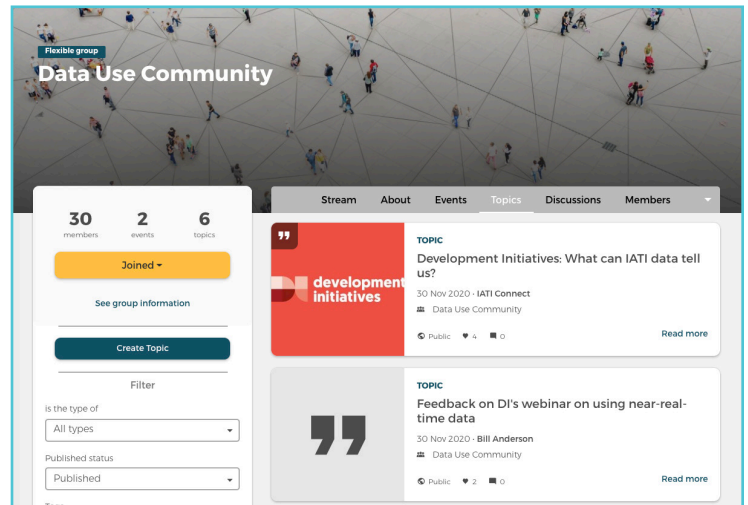 Flexible group
Data Use Community
30
members
2
events
6
topics
Joined
See group information
Create Topic
Filter
Is the type of
All types
Published status
Published
Stream About Events Topics Discussions Members
development
initiatives
TOPIC
Development Initiatives: What can IATI data tell
us?
30 Nov 2020 · IATI Connect
Data Use Community
Public 4 0
Read more
TOPIC
Feedback on DI's webinar on using near-real-
time data
30 Nov 2020 · Bill Anderson
Data Use Community
Public 2 0
Read more